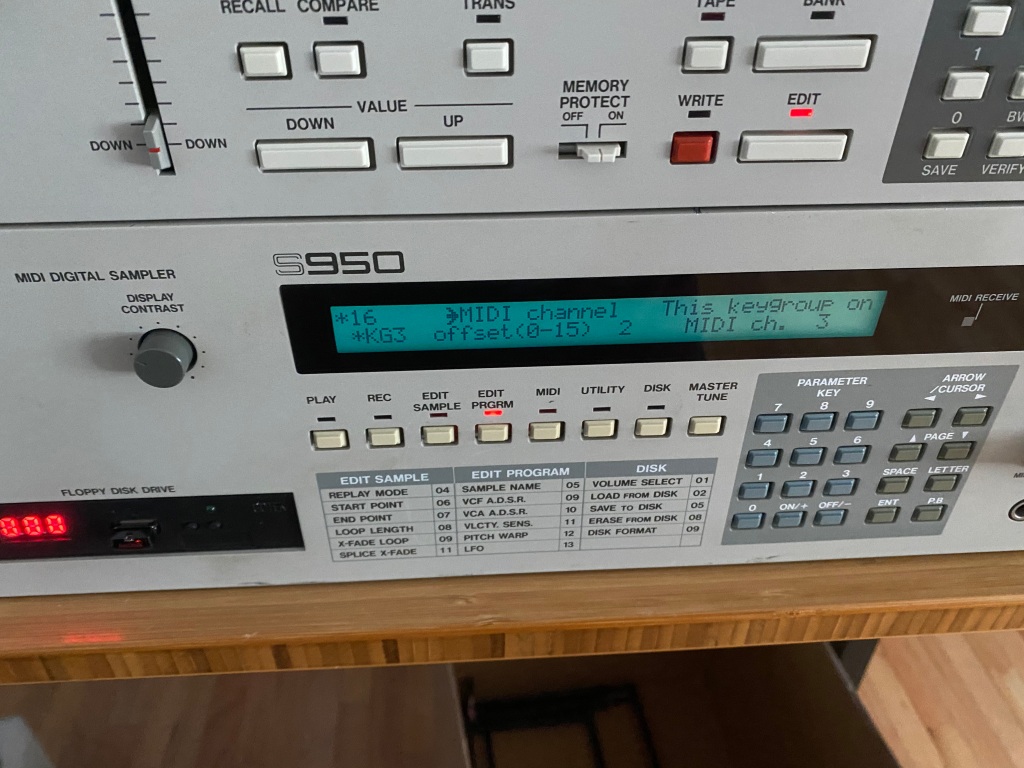 RECALL COMPARE TRANS TAPE BANK
VALUE
DOWN UP
DOWN DOWN
MEMORY
PROTECT
OFF ON
WRITE EDIT
1
0
SAVE VERIFY
MIDI DIGITAL SAMPLER
S950
DISPLAY
CONTRAST
*16 MIDI channel This keygroup on
*KG3 offset(0-15) 2 MIDI ch. 3
MIDI RECEIVE
PLAY REC EDIT SAMPLE EDIT PRGRM MIDI UTILITY DISK MASTER TUNE
PARAMETER
KEY
ARROW
/CURSOR
7 8 9
4 5 6 PAGE
1 2 3 SPACE LETTER
0 ON/+ OFF/– ENT P.B
FLOPPY DISK DRIVE
000
EDIT SAMPLE EDIT PROGRAM DISK
REPLAY MODE 04 SAMPLE NAME 05 VOLUME SELECT 01
START POINT 06 VCF A.D.S.R. 09 LOAD FROM DISK 02
END POINT 07 VCA A.D.S.R. 10 SAVE TO DISK 05
LOOP LENGTH 08 VLCTY. SENS. 11 ERASE FROM DISK 08
X-FADE LOOP 09 PITCH WARP 12 DISK FORMAT 09
SPLICE X-FADE 11 LFO 13